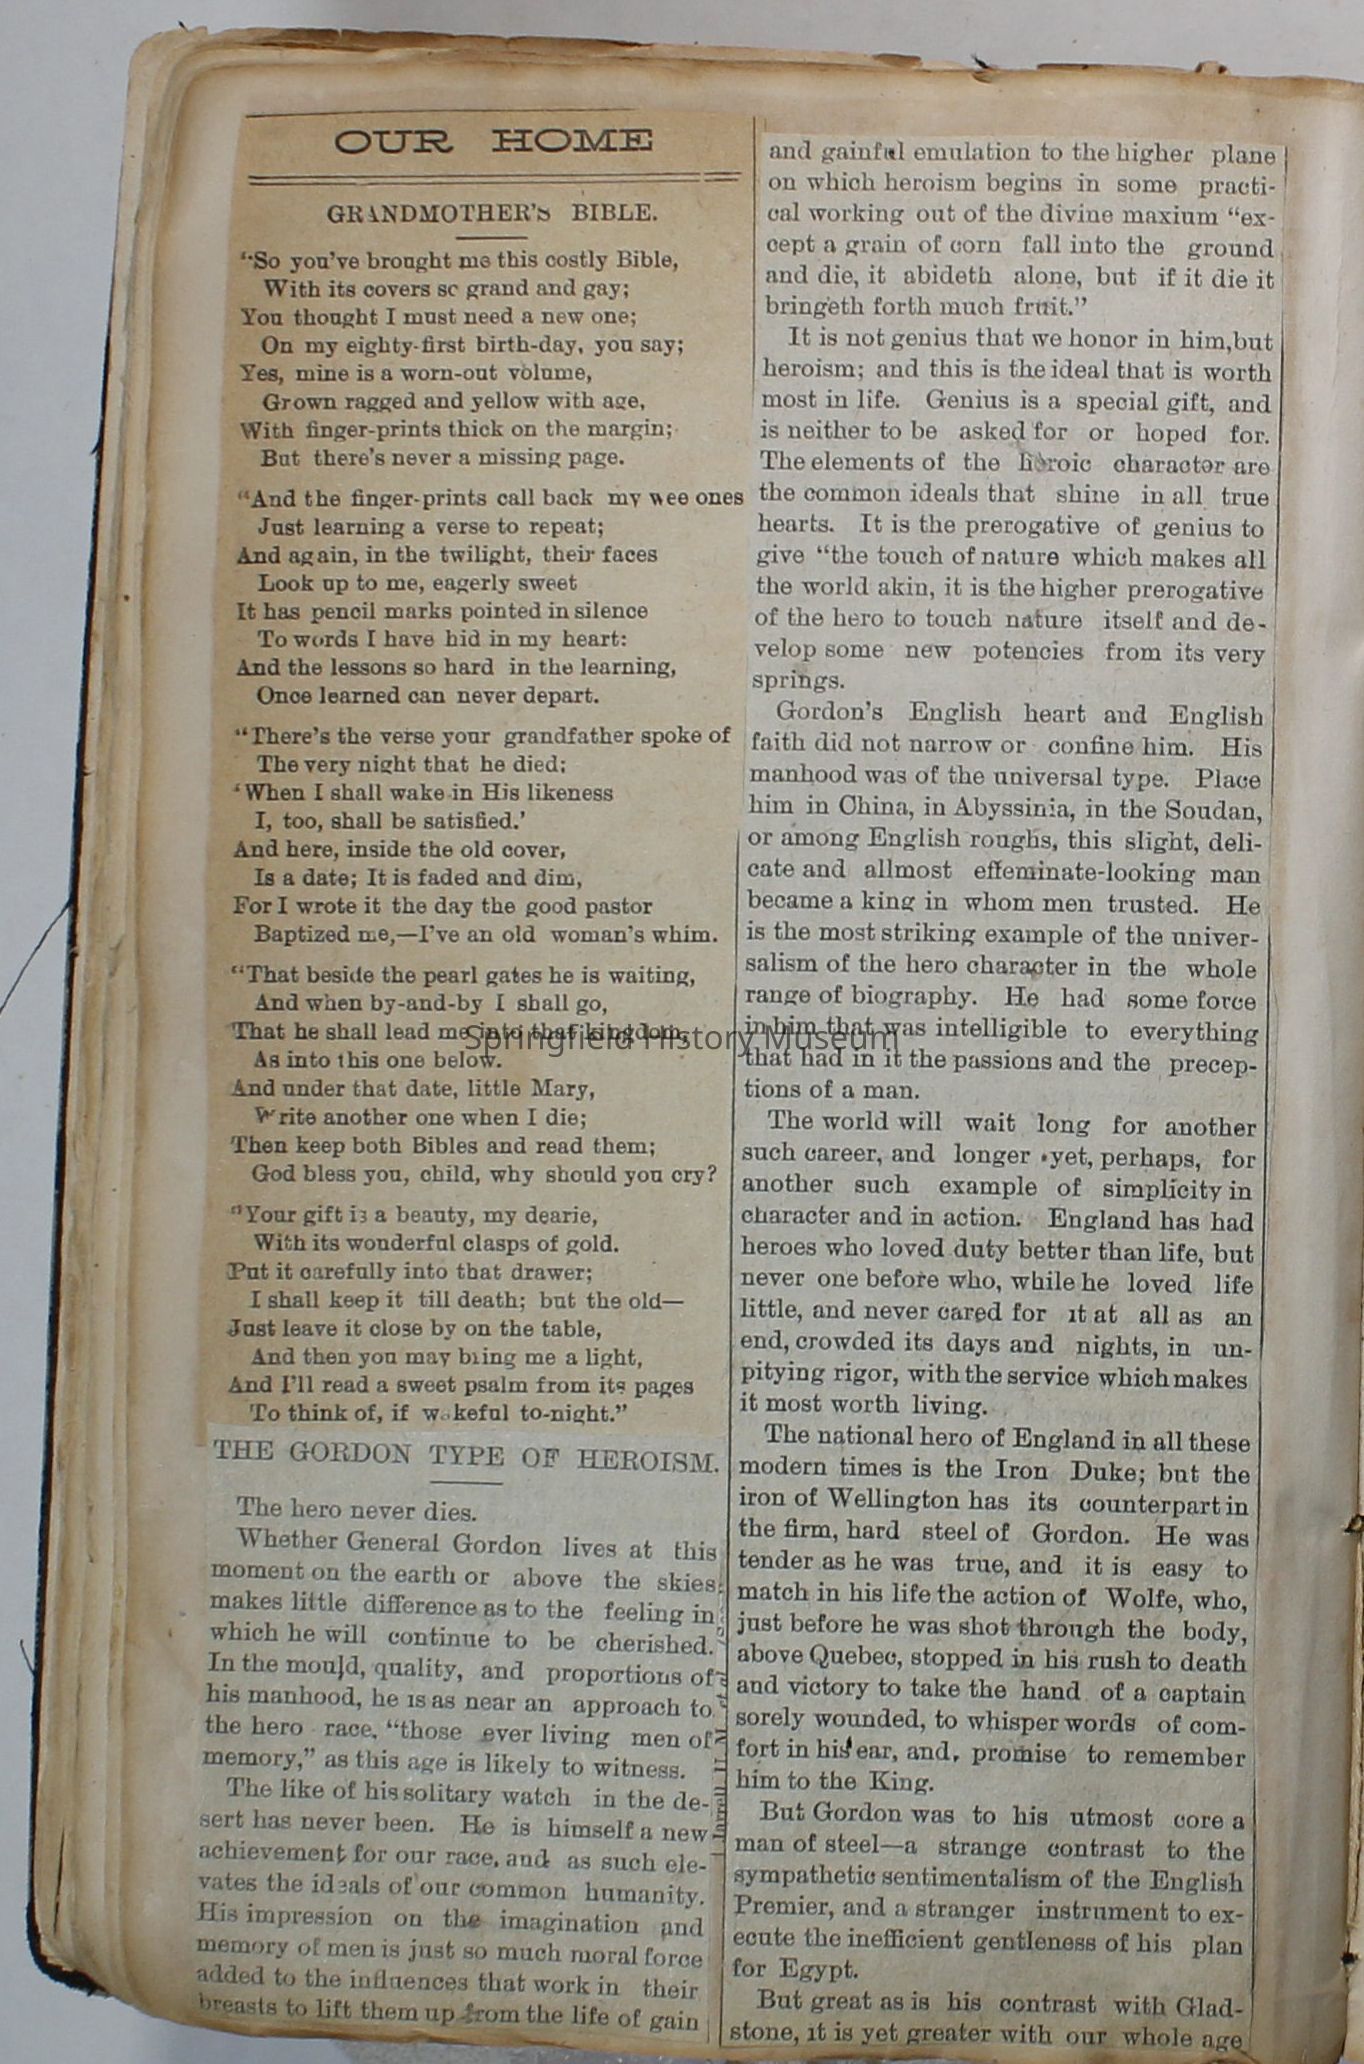 OUR HOME
GRANDMOTHER'S BIBLE.
"So you've brought me this costly Bible,
With its covers so grand and gay;
You thought I must need a new one;
On my eighty-first birth-day, you say;
Yes, mine is a worn-out volume,
Grown ragged and yellow with age,
With finger-prints thick on the margin;
But there's never a missing page.
"And the finger-prints call back my wee ones
Just learning a verse to repeat;
And again, in the twilight, their faces
Look up to me, eagerly sweet
It has pencil marks pointed in silence
To words I have hid in my heart:
And the lessons so hard in the learning,
Once learned can never depart.
"There's the verse your grandfather spoke of
The very night that he died;
'When I shall wake in His likeness
I, too, shall be satisfied.'
And here, inside the old cover,
Is a date; It is faded and dim,
For I wrote it the day the good pastor
Baptized me,—I've an old woman's whim.
"That beside the pearl gates he is waiting,
And when by-and-by I shall go,
That he shall lead me into that kingdom,
As into this one below.
And under that date, little Mary,
Write another one when I die;
Then keep both Bibles and read them;
God bless you, child, why should you cry?
"Your gift is a beauty, my dearie,
With its wonderful clasps of gold.
Put it carefully into that drawer;
I shall keep it till death; but the old—
Just leave it close by on the table,
And then you may bring me a light,
And I'll read a sweet psalm from its pages
To think of, if wakeful to-night."
THE GORDON TYPE OF HEROISM.
The hero never dies.
Whether General Gordon lives at this
moment on the earth or above the skies
makes little difference as to the feeling in
which he will continue to be cherished.
In the mould, quality, and proportions of
his manhood, he is as near an approach to
the hero race, "those ever living men of
memory," as this age is likely to witness.
The like of his solitary watch in the de-
sert has never been. He is himself a new
achievement for our race, and as such ele-
vates the ideals of our common humanity.
His impression on the imagination and
memory of men is just so much moral force
added to the influences that work in their
breasts to lift them up from the life of gain
and gainful emulation to the higher plane
on which heroism begins in some practi-
cal working out of the divine maxium "ex-
cept a grain of corn fall into the ground
and die, it abideth alone, but if it die it
bringeth forth much fruit."
It is not genius that we honor in him,but
heroism; and this is the ideal that is worth
most in life. Genius is a special gift, and
is neither to be asked for or hoped for.
The elements of the heroic character are
the common ideals that shine in all true
hearts. It is the prerogative of genius to
give "the touch of nature which makes all
the world akin, it is the higher prerogative
of the hero to touch nature itself and de-
velop some new potencies from its very
springs.
Gordon's English heart and English
faith did not narrow or confine him. His
manhood was of the universal type. Place
him in China, in Abyssinia, in the Soudan,
or among English roughs, this slight, deli-
cate and allmost effeminate-looking man
became a king in whom men trusted. He
is the most striking example of the univer-
salism of the hero character in the whole
range of biography. He had some force
in him that was intelligible to everything
that had in it the passions and the precep-
tions of a man.
The world will wait long for another
such career, and longer yet, perhaps, for
another such example of simplicity in
character and in action. England has had
heroes who loved duty better than life, but
never one before who, while he loved life
little, and never cared for it at all as an
end, crowded its days and nights, in un-
pitying rigor, with the service which makes
it most worth living.
The national hero of England in all these
modern times is the Iron Duke; but the
iron of Wellington has its counterpart in
the firm, hard steel of Gordon. He was
tender as he was true, and it is easy to
match in his life the action of Wolfe, who,
just before he was shot through the body,
above Quebec, stopped in his rush to death
and victory to take the hand of a captain
sorely wounded, to whisper words of com-
fort in his ear, and, promise to remember
him to the King.
But Gordon was to his utmost core a
man of steel—a strange contrast to the
sympathetic sentimentalism of the English
Premier, and a stranger instrument to ex-
ecute the inefficient gentleness of his plan
for Egypt.
But great as is his contrast with Glad-
stone, it is yet greater with our whole age
Springfield History Museum